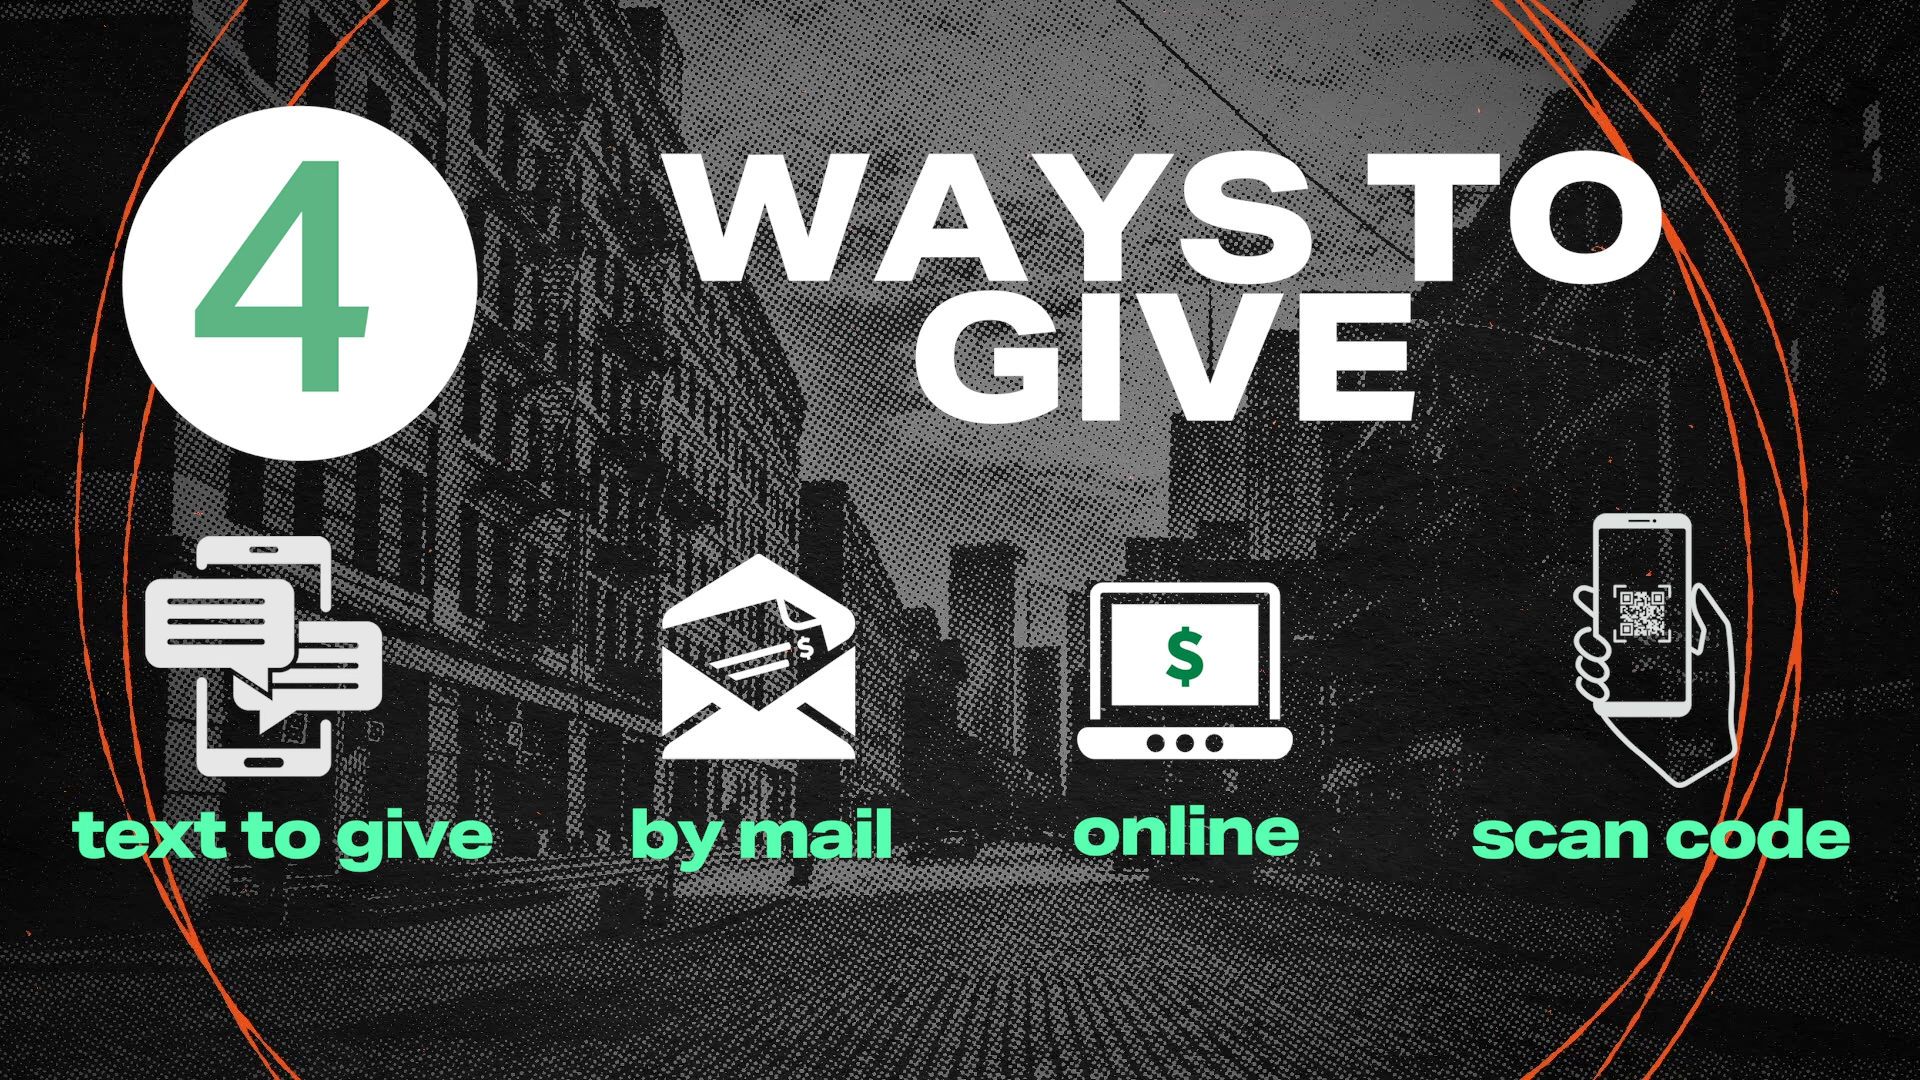 4
WAYS TO
GIVE
$
$
text to give
by mail
online
scan code